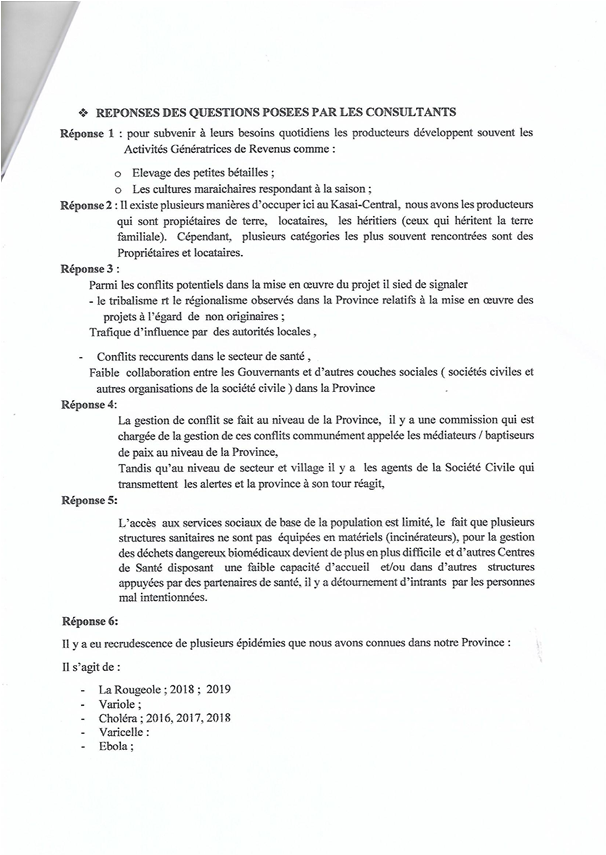 ❖ REPONSES DES QUESTIONS POSEES PAR LES CONSULTANTS
Réponse 1 : pour subvenir à leurs besoins quotidiens les producteurs développent souvent les
Activités Génératrices de Revenus comme :
o Elevage des petites bétailles ;
o Les cultures maraichaires respondant à la saison ;
Réponse 2 : Il existe plusieurs manières d'occuper ici au Kasai-Central, nous avons les producteurs
qui sont propiétaires de terre, locataires, les héritiers (ceux qui héritent la terre
familiale). Cépendant, plusieurs catégories les plus souvent rencontrées sont des
Propriétaires et locataires.
Réponse 3 :
Parmi les conflits potentiels dans la mise en œuvre du projet il sied de signaler
- le tribalisme rt le régionalisme observés dans la Province relatifs à la mise en œuvre des
projets à l'égard de non originaires ;
Trafique d'influence par des autorités locales ,
- Conflits reccurents dans le secteur de santé ,
Faible collaboration entre les Gouvernants et d'autres couches sociales ( sociétés civiles et
autres organisations de la société civile ) dans la Province
Réponse 4:
La gestion de conflit se fait au niveau de la Province, il y a une commission qui est
chargée de la gestion de ces conflits communément appelée les médiateurs / baptiseurs
de paix au niveau de la Province,
Tandis qu'au niveau de secteur et village il y a les agents de la Société Civile qui
transmettent les alertes et la province à son tour réagit,
Réponse 5:
L'accès aux services sociaux de base de la population est limité, le fait que plusieurs
structures sanitaires ne sont pas équipées en matériels (incinérateurs), pour la gestion
des déchets dangereux biomédicaux devient de plus en plus difficile et d'autres Centres
de Santé disposant une faible capacité d'accueil et/ou dans d'autres structures
appuyées par des partenaires de santé, il y a détournement d'intrants par les personnes
mal intentionnées.
Réponse 6:
Il y a eu recrudescence de plusieurs épidémies que nous avons connues dans notre Province :
Il s'agit de :
- La Rougeole ; 2018 ; 2019
- Variole ;
- Choléra ; 2016, 2017, 2018
- Varicelle :
- Ebola ;